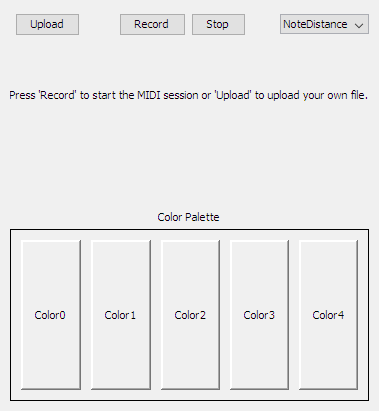 Upload Record Stop NoteDistance
Press 'Record' to start the MIDI session or 'Upload' to upload your own file.
Color Palette
Color0 Color1 Color2 Color3 Color4